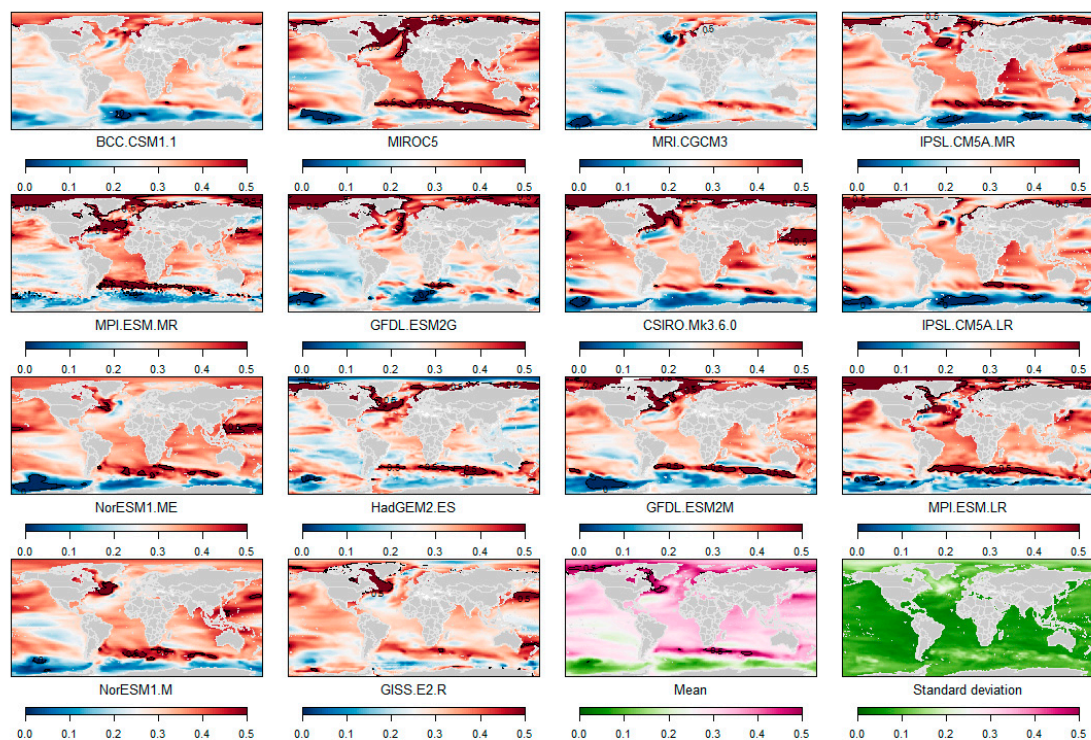 BCC.CSM1.1 MIROC5 MRI.CGCM3 IPSL.CM5A.MR
0.0 0.1 0.2 0.3 0.4 0.5 0.0 0.1 0.2 0.3 0.4 0.5 0.0 0.1 0.2 0.3 0.4 0.5 0.0 0.1 0.2 0.3 0.4 0.5
MPI.ESM.MR GFDL.ESM2G CSIRO.Mk3.6.0 IPSL.CM5A.LR
0.0 0.1 0.2 0.3 0.4 0.5 0.0 0.1 0.2 0.3 0.4 0.5 0.0 0.1 0.2 0.3 0.4 0.5 0.0 0.1 0.2 0.3 0.4 0.5
NorESM1.ME HadGEM2.ES GFDL.ESM2M MPI.ESM.LR
0.0 0.1 0.2 0.3 0.4 0.5 0.0 0.1 0.2 0.3 0.4 0.5 0.0 0.1 0.2 0.3 0.4 0.5 0.0 0.1 0.2 0.3 0.4 0.5
NorESM1.M GISS.E2.R Mean Standard deviation
0.0 0.1 0.2 0.3 0.4 0.5 0.0 0.1 0.2 0.3 0.4 0.5 0.0 0.1 0.2 0.3 0.4 0.5 0.0 0.1 0.2 0.3 0.4 0.5